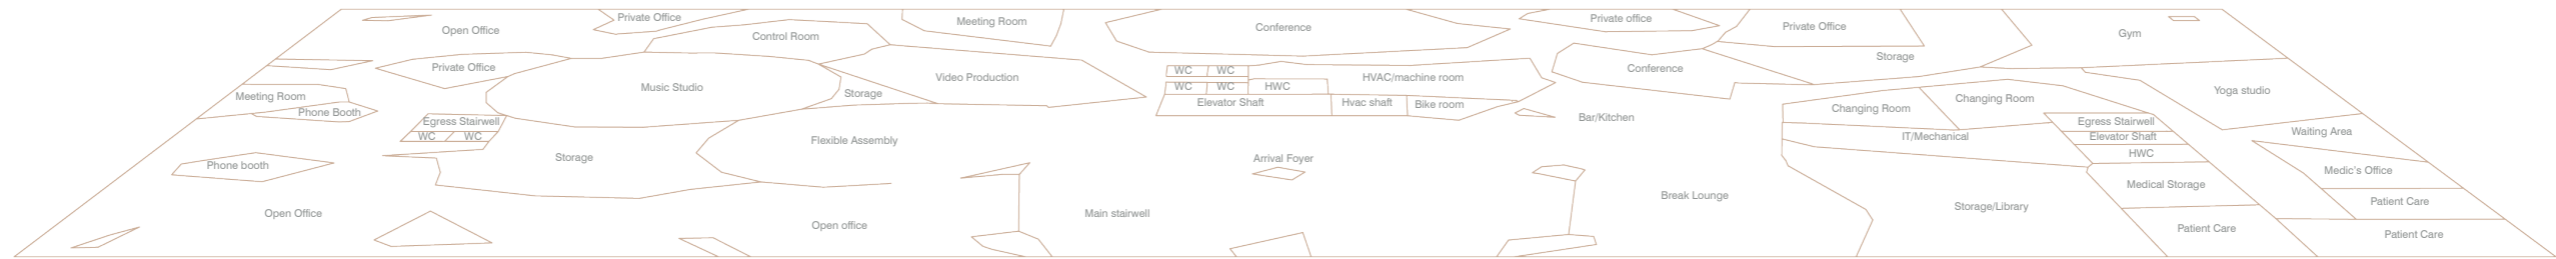 Private Office
Private office
Meeting Room
Open Office
Conference
Private Office
Gym
Control Room
Storage
Private Office
Conference
Video Production
WC
WC
HVAC/machine room
Music Studio
WC
WC
HWC
Storage
Yoga studio
Meeting Room
Changing Room
Elevator Shaft
Hvac shaft
Bike room
Changing Room
Phone Booth
Bar/Kitchen
Egress Stairwell
Egress Stairwell
Waiting Area
WC
WC
IT/Mechanical
Elevator Shaft
Flexible Assembly
HWC
Storage
Arrival Foyer
Phone booth
Medic's Office
Medical Storage
Break Lounge
Patient Care
Storage/Library
Open Office
Main stairwell
Open office
Patient Care
Patient Care